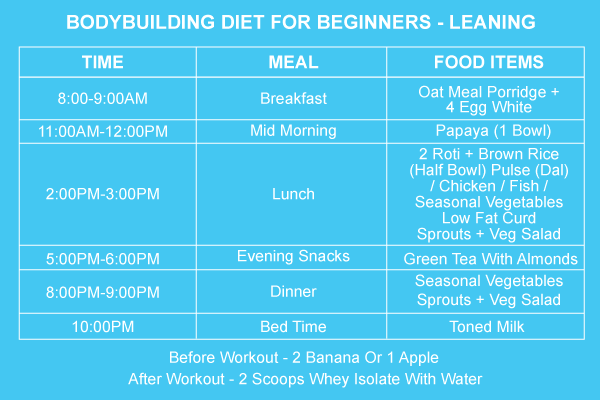 BODYBUILDING DIET FOR BEGINNERS - LEANING
TIME MEAL FOOD ITEMS
8:00-9:00AM Breakfast Oat Meal Porridge +
4 Egg White
11:00AM-12:00PM Mid Morning Papaya (1 Bowl)
2:00PM-3:00PM Lunch 2 Roti + Brown Rice
(Half Bowl) Pulse (Dal)
/ Chicken / Fish /
Seasonal Vegetables
Low Fat Curd
Sprouts + Veg Salad
5:00PM-6:00PM Evening Snacks Green Tea With Almonds
8:00PM-9:00PM Dinner Seasonal Vegetables
Sprouts + Veg Salad
10:00PM Bed Time Toned Milk
Before Workout - 2 Banana Or 1 Apple
After Workout - 2 Scoops Whey Isolate With Water